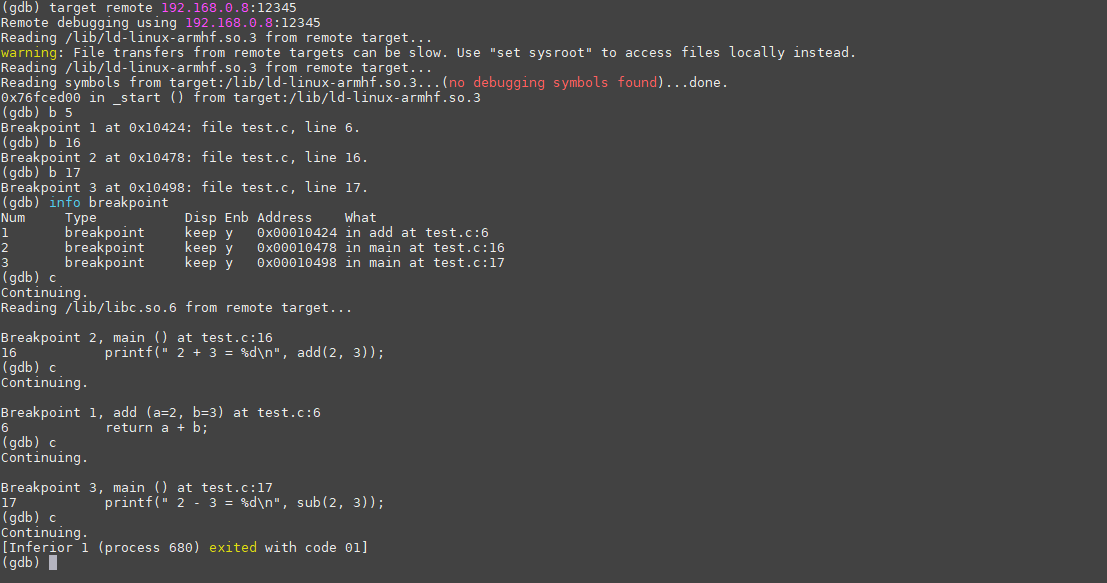 (gdb) target remote 192.168.0.8:12345
Remote debugging using 192.168.0.8:12345
Reading /lib/ld-linux-armhf.so.3 from remote target...
warning: File transfers from remote targets can be slow. Use "set sysroot" to access files locally instead.
Reading /lib/ld-linux-armhf.so.3 from remote target...
Reading symbols from target:/lib/ld-linux-armhf.so.3...(no debugging symbols found)...done.
0x76fced00 in _start () from target:/lib/ld-linux-armhf.so.3
(gdb) b 5
Breakpoint 1 at 0x10424: file test.c, line 6.
(gdb) b 16
Breakpoint 2 at 0x10478: file test.c, line 16.
(gdb) b 17
Breakpoint 3 at 0x10498: file test.c, line 17.
(gdb) info breakpoint
Num     Type           Disp Enb Address    What
1       breakpoint     keep y   0x00010424 in add at test.c:6
2       breakpoint     keep y   0x00010478 in main at test.c:16
3       breakpoint     keep y   0x00010498 in main at test.c:17
(gdb) c
Continuing.
Reading /lib/libc.so.6 from remote target...

Breakpoint 2, main () at test.c:16
16           printf(" 2 + 3 = %d\n", add(2, 3));
(gdb) c
Continuing.

Breakpoint 1, add (a=2, b=3) at test.c:6
6            return a + b;
(gdb) c
Continuing.

Breakpoint 3, main () at test.c:17
17           printf(" 2 - 3 = %d\n", sub(2, 3));
(gdb) c
Continuing.
[Inferior 1 (process 680) exited with code 01]
(gdb)